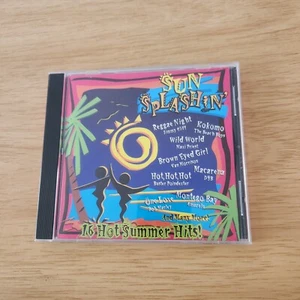 SUN
SPLASHIN'
Reggae Night
Jimmy Cliff
Kokomo
The Beach Boys
Wild World
Maxi Priest
Brown Eyed Girl
Van Morrison
Macarena
Hot, Hot, Hot
Buster Poindexter
Montego Bay
and Many More!
16 Hot Summer Hits!